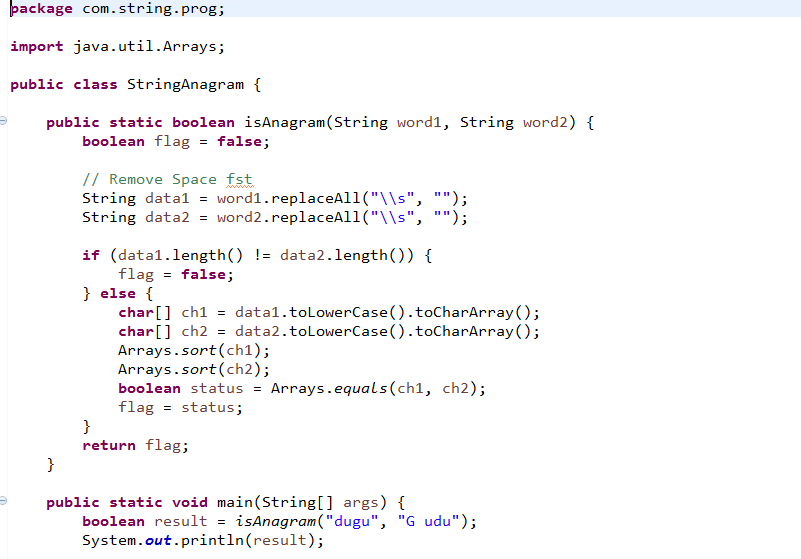 package com.string.prog;
import java.util.Arrays;
public class StringAnagram {
public static boolean isAnagram(String word1, String word2) {
boolean flag = false;
// Remove Space fst
String data1 = word1.replaceAll("\\s", "");
String data2 = word2.replaceAll("\\s", "");
if (data1.length() != data2.length()) {
flag = false;
} else {
char[] ch1 = data1.toLowerCase().toCharArray();
char[] ch2 = data2.toLowerCase().toCharArray();
Arrays.sort(ch1);
Arrays.sort(ch2);
boolean status = Arrays.equals(ch1, ch2);
flag = status;
}
return flag;
}
public static void main(String[] args) {
boolean result = isAnagram("dugu", "G udu");
System.out.println(result);